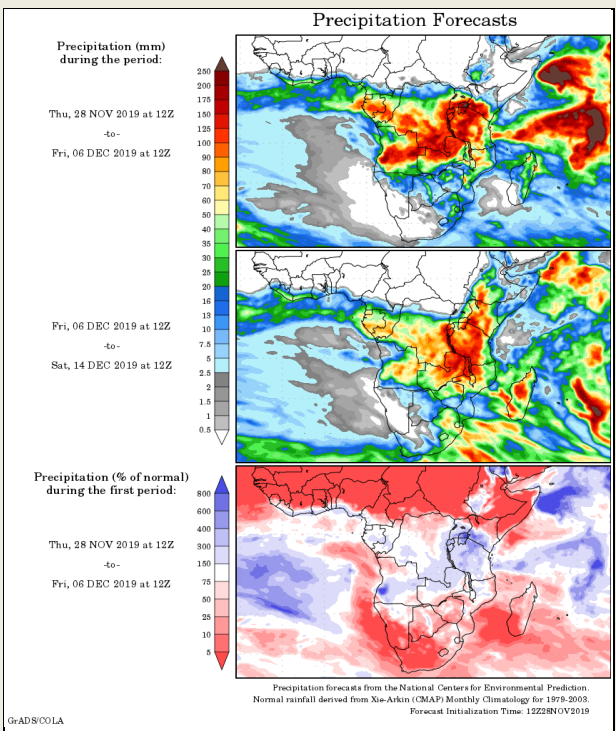 Precipitation Forecasts
Precipitation (mm)
during the period:
Thu, 28 NOV 2019 at 12Z
-to-
Fri, 06 DEC 2019 at 12Z
250
200
175
150
125
100
90
80
70
60
50
40
35
30
25
20
16
13
10
7.5
5
2.5
2
1.5
1
0.5
Fri, 06 DEC 2019 at 12Z
-to-
Sat, 14 DEC 2019 at 12Z
Precipitation (% of normal)
during the first period:
Thu, 28 NOV 2019 at 12Z
-to-
Fri, 06 DEC 2019 at 12Z
800
600
400
300
150
75
50
25
10
5
Precipitation forecasts from the National Centers for Environmental Prediction.
Normal rainfall derived from Xie-Arkin (CMAP) Monthly Climatology for 1979-2003.
Forecast Initialization Time: 12Z28NOV2019
GrADS/COLA